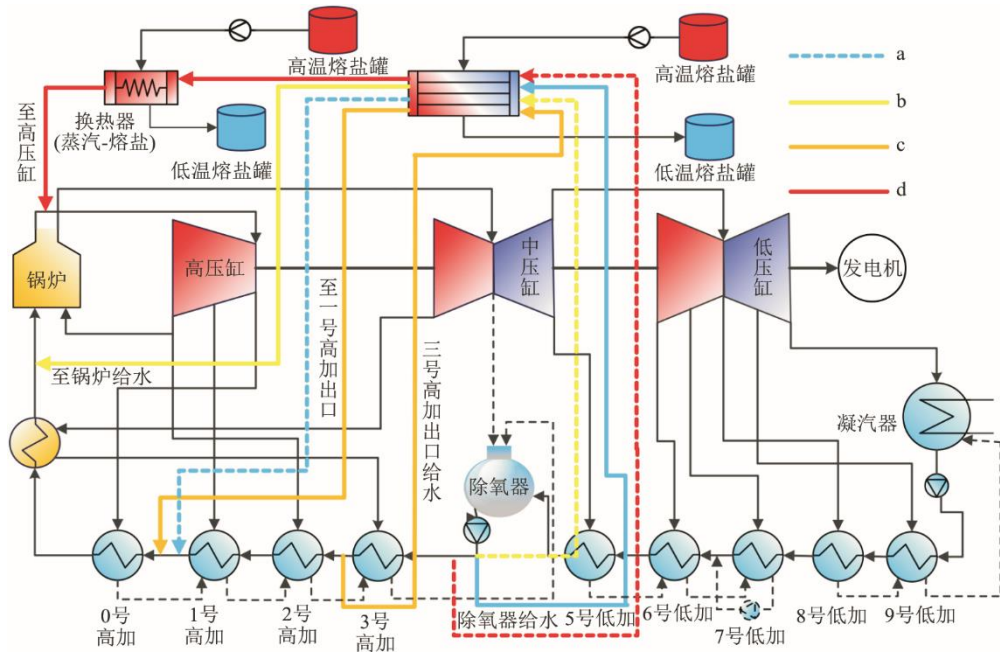 高温熔盐罐
高温熔盐罐
换热器
(蒸汽-熔盐)
低温熔盐罐
低温熔盐罐
至高压缸
a
b
c
d
锅炉
高压缸
中压缸
低压缸
发电机
至一号高加出口
三号高加出口给水
至锅炉给水
凝汽器
除氧器
0号
高加
1号
高加
2号
高加
3号
高加
除氧器给水
5号低加
6号低加
7号低加
8号低加
9号低加